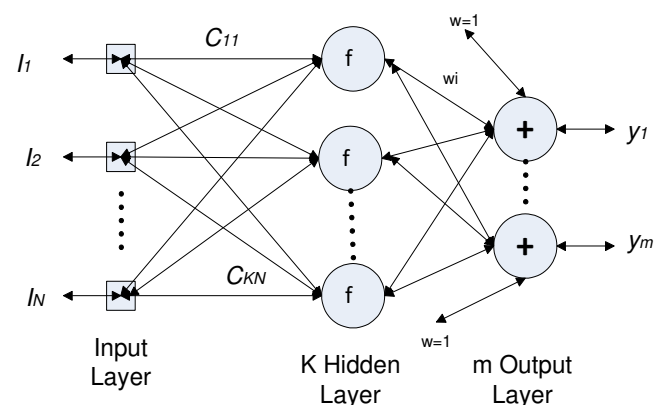 w=1
I1
C11
f
wi
+
y1
I2
f
+
ym
IN
CKN
f
w=1
Input
Layer
K Hidden
Layer
m Output
Layer